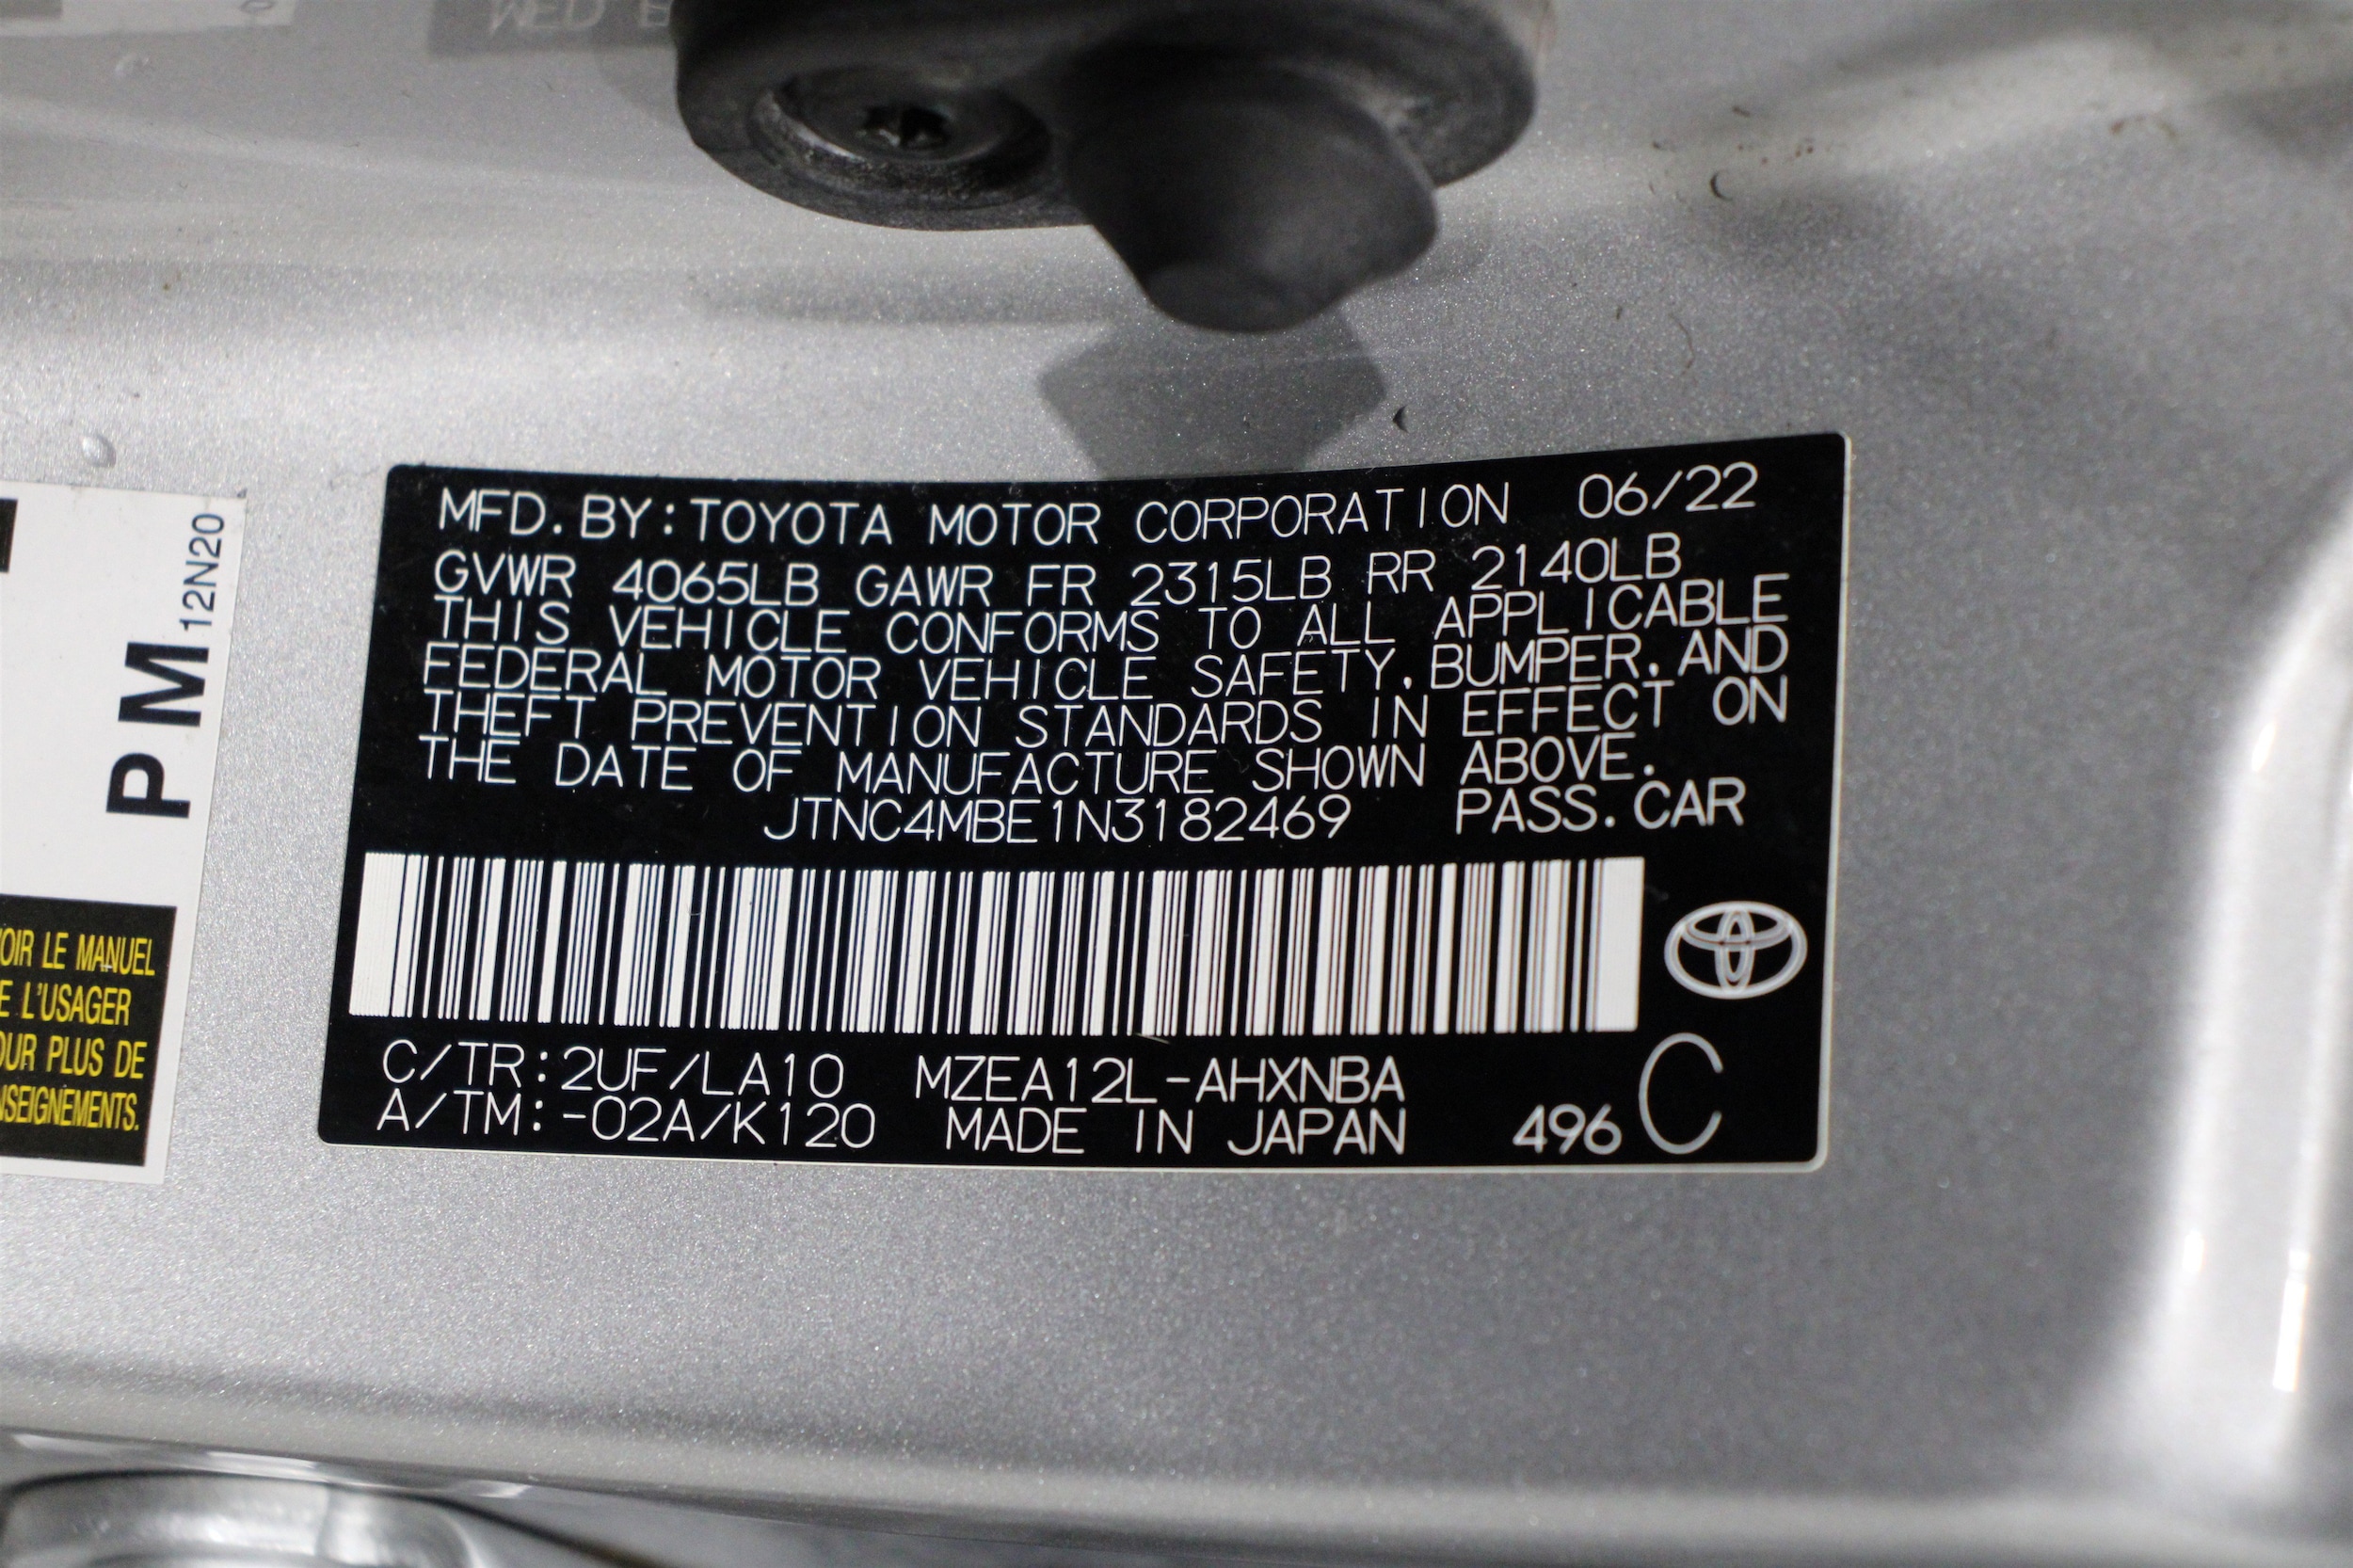 MFD. BY: TOYOTA MOTOR CORPORATION 06/22
GVWR 4065LB GAWR FR 2315LB RR 2140LB
THIS VEHICLE CONFORMS TO ALL APPLICABLE
FEDERAL MOTOR VEHICLE SAFETY, BUMPER, AND
THEFT PREVENTION STANDARDS IN EFFECT ON
THE DATE OF MANUFACTURE SHOWN ABOVE.
JTNC4MBE1N3182469 PASS. CAR
C/TR:2UF/LA10 MZEA12L-AHXNBA
A/TM:-02A/K120 MADE IN JAPAN 496 C
PM 12N20
OIR LE MANUEL
E L'USAGER
OUR PLUS DE
NSEIGNEMENTS.